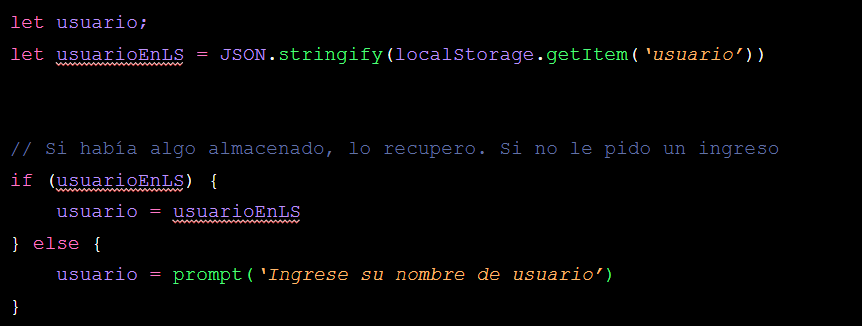 let usuario;
let usuarioEnLS = JSON.stringify(localStorage.getItem(‘usuario’))
// Si había algo almacenado, lo recupero. Si no le pido un ingreso
if (usuarioEnLS) {
    usuario = usuarioEnLS
} else {
    usuario = prompt(‘Ingrese su nombre de usuario’)
}